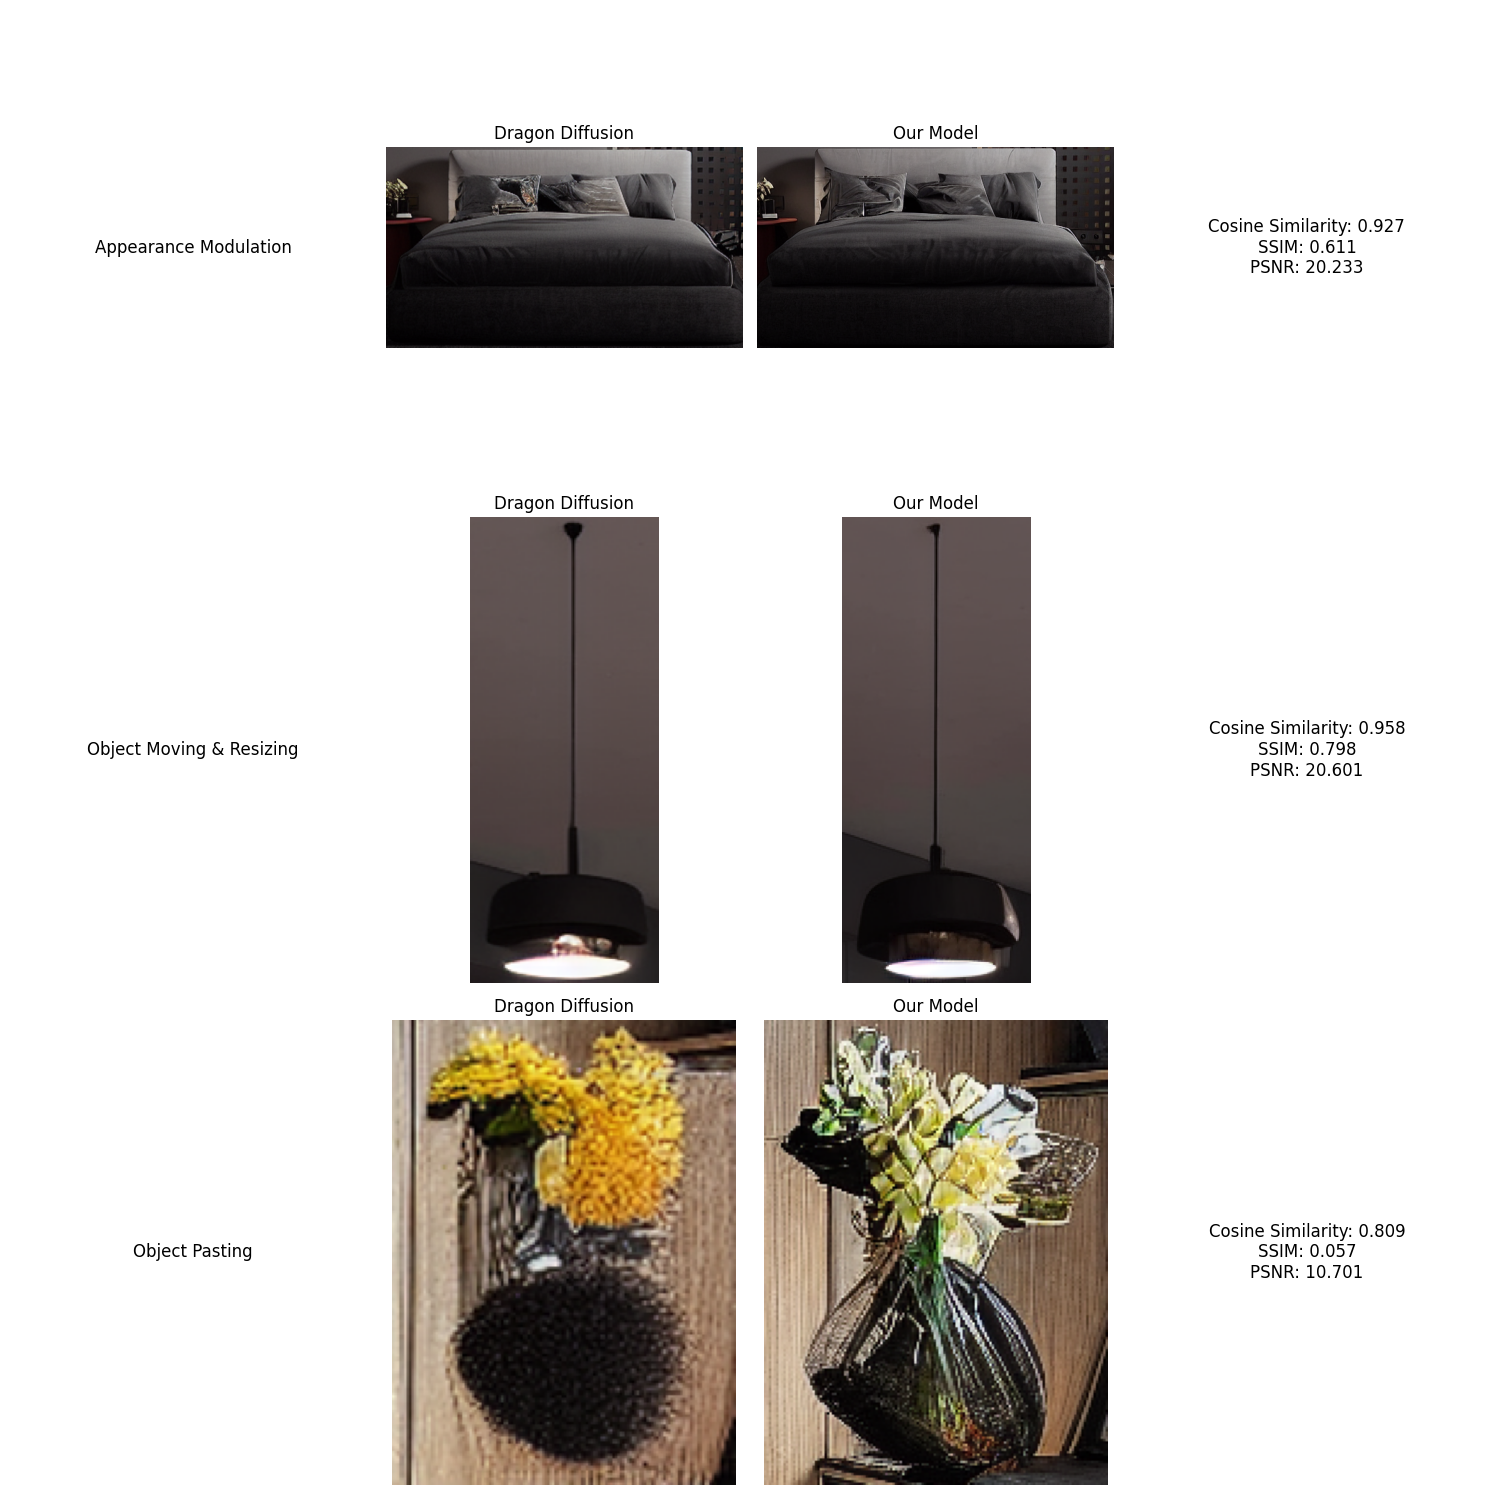 Dragon Diffusion
Our Model
Appearance Modulation
Cosine Similarity: 0.927
SSIM: 0.611
PSNR: 20.233
Dragon Diffusion
Our Model
Object Moving & Resizing
Cosine Similarity: 0.958
SSIM: 0.798
PSNR: 20.601
Dragon Diffusion
Our Model
Object Pasting
Cosine Similarity: 0.809
SSIM: 0.057
PSNR: 10.701